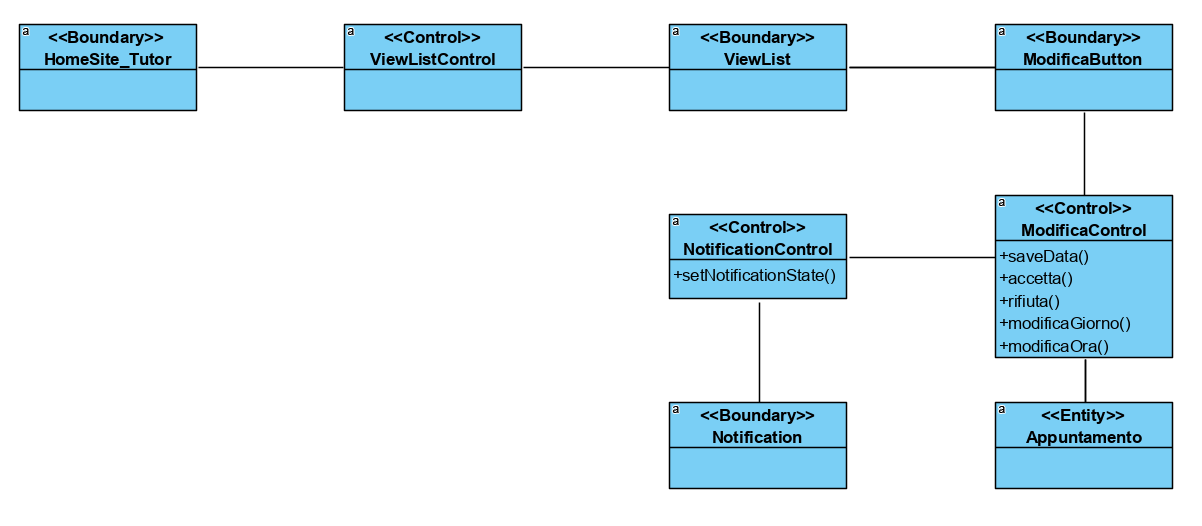 a
<<Boundary>>
HomeSite_Tutor
a
<<Control>>
ViewListControl
a
<<Boundary>>
ViewList
a
<<Boundary>>
ModificaButton
a
<<Control>>
NotificationControl
+setNotificationState()
a
<<Control>>
ModificaControl
+saveData()
+accetta()
+rifiuta()
+modificaGiorno()
+modificaOra()
a
<<Boundary>>
Notification
a
<<Entity>>
Appuntamento